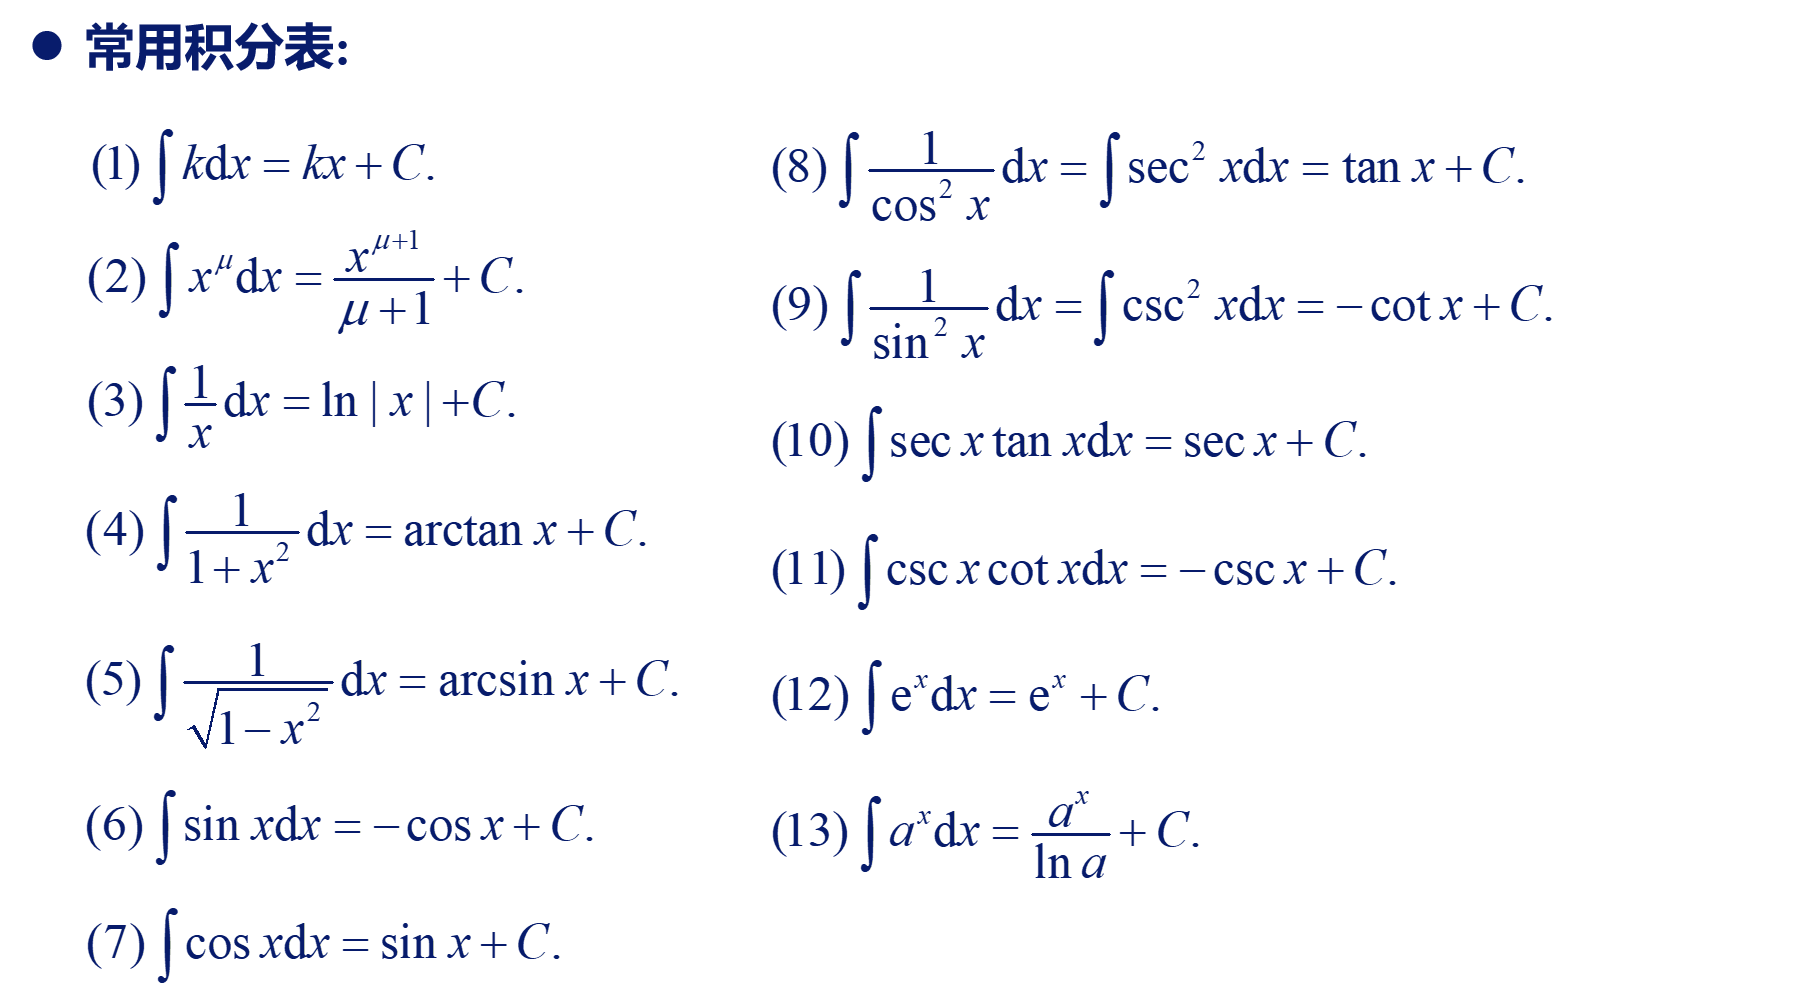 ● 常用积分表:
(1) ∫ kdx = kx + C.
(2) ∫ x^μ dx = x^(μ+1)/(μ+1) + C.
(3) ∫ 1/x dx = ln | x | +C.
(4) ∫ 1/(1+x²) dx = arctan x + C.
(5) ∫ 1/√(1−x²) dx = arcsin x + C.
(6) ∫ sin xdx = −cos x + C.
(7) ∫ cos xdx = sin x + C.
(8) ∫ 1/cos² x dx = ∫ sec² xdx = tan x + C.
(9) ∫ 1/sin² x dx = ∫ csc² xdx = −cot x + C.
(10) ∫ sec x tan xdx = sec x + C.
(11) ∫ csc x cot xdx = −csc x + C.
(12) ∫ e^x dx = e^x + C.
(13) ∫ a^x dx = a^x/ln a + C.